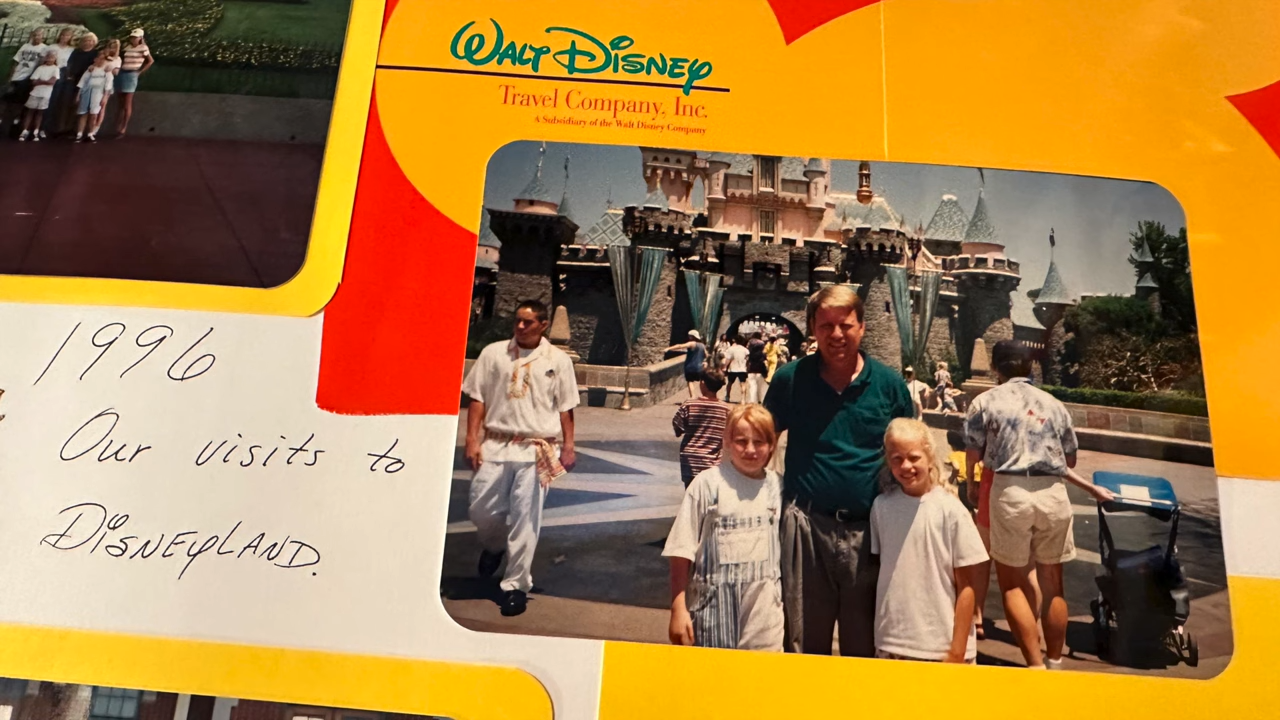 WALT DISNEY
Travel Company, Inc.
A Subsidiary of the Walt Disney Company
1996
Our visits to
DISNEYLAND.